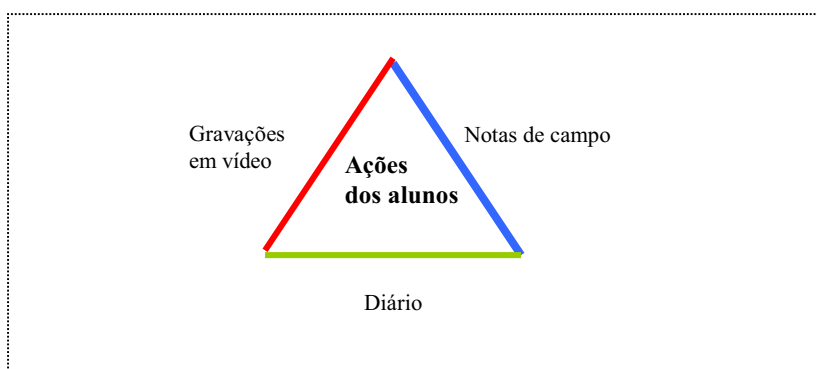 Gravações
em vídeo
Notas de campo
Ações
dos alunos
Diário